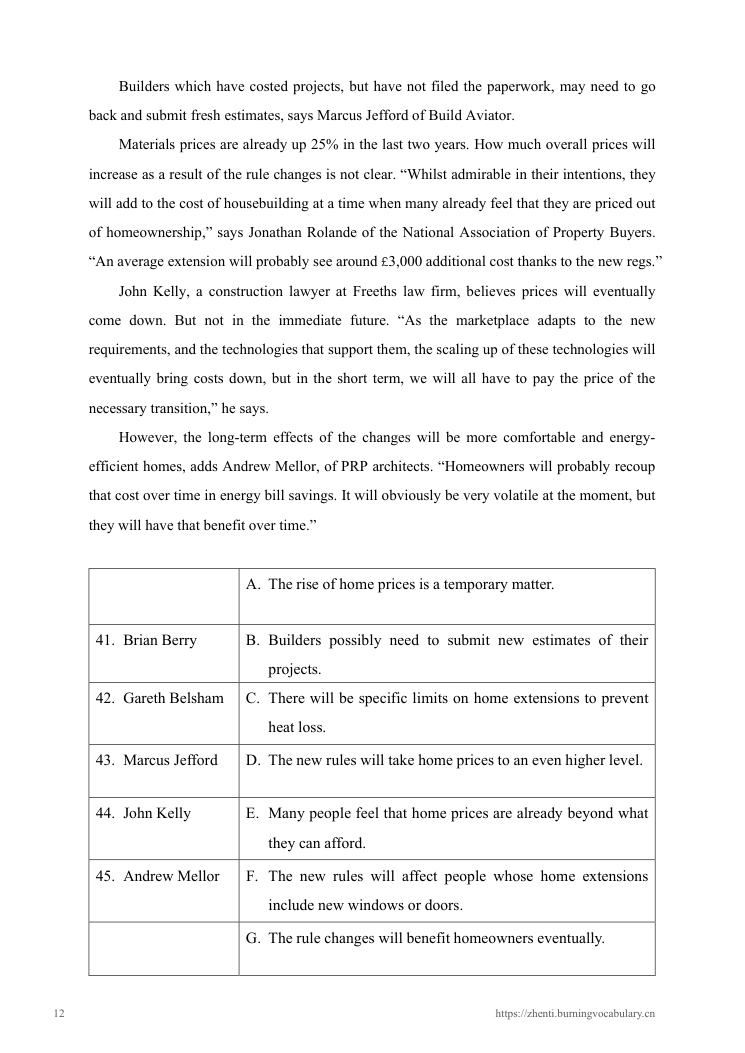 Builders which have costed projects, but have not filed the paperwork, may need to go
back and submit fresh estimates, says Marcus Jefford of Build Aviator.
Materials prices are already up 25% in the last two years. How much overall prices will
increase as a result of the rule changes is not clear. “Whilst admirable in their intentions, they
will add to the cost of housebuilding at a time when many already feel that they are priced out
of homeownership,” says Jonathan Rolande of the National Association of Property Buyers.
“An average extension will probably see around £3,000 additional cost thanks to the new regs.”
John Kelly, a construction lawyer at Freeths law firm, believes prices will eventually
come down. But not in the immediate future. “As the marketplace adapts to the new
requirements, and the technologies that support them, the scaling up of these technologies will
eventually bring costs down, but in the short term, we will all have to pay the price of the
necessary transition,” he says.
However, the long-term effects of the changes will be more comfortable and energy-
efficient homes, adds Andrew Mellor, of PRP architects. “Homeowners will probably recoup
that cost over time in energy bill savings. It will obviously be very volatile at the moment, but
they will have that benefit over time.”
A. The rise of home prices is a temporary matter.
41. Brian Berry
B. Builders possibly need to submit new estimates of their
projects.
42. Gareth Belsham
C. There will be specific limits on home extensions to prevent
heat loss.
43. Marcus Jefford
D. The new rules will take home prices to an even higher level.
44. John Kelly
E. Many people feel that home prices are already beyond what
they can afford.
45. Andrew Mellor
F. The new rules will affect people whose home extensions
include new windows or doors.
G. The rule changes will benefit homeowners eventually.
12
https://zhenti.burningvocabulary.cn